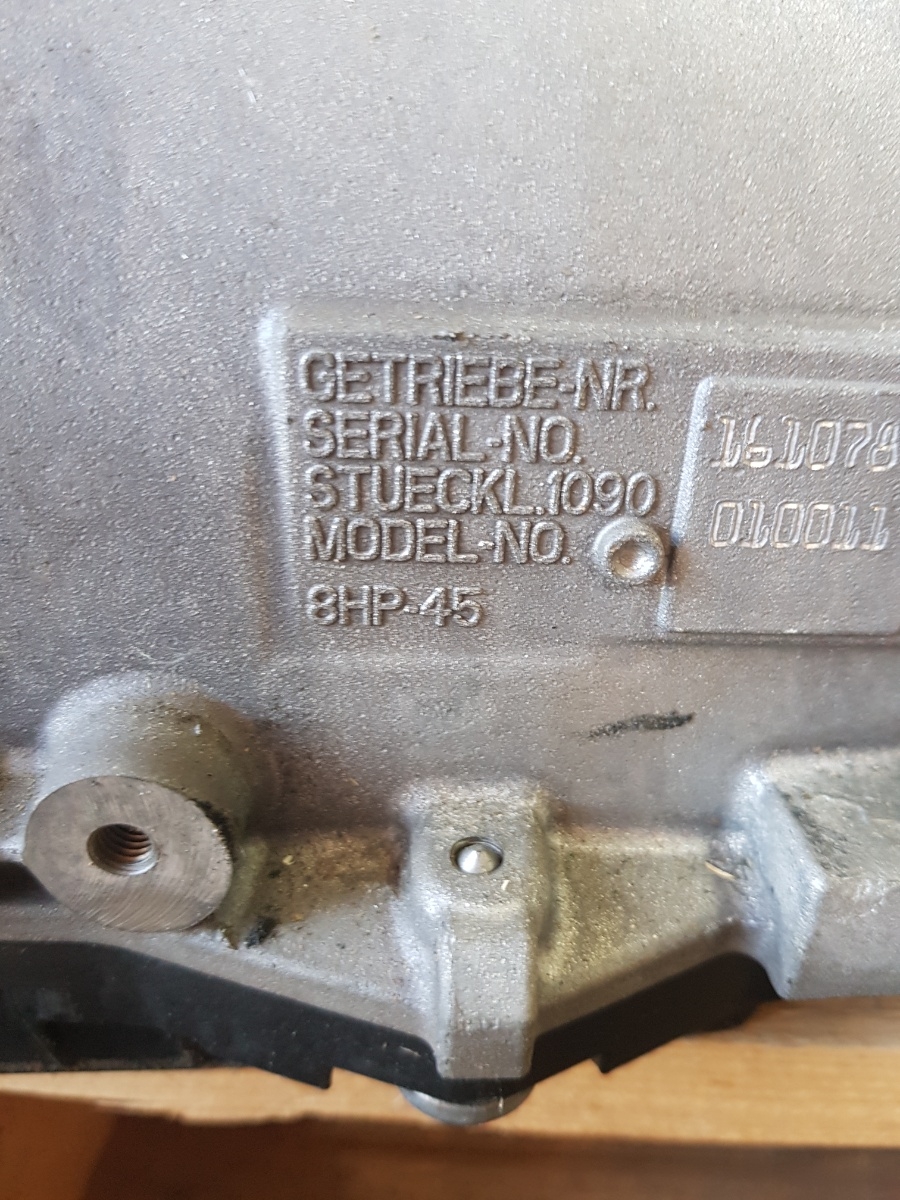 GETRIEBE-NR.
SERIAL-NO. 161078
STUECKL.1090
MODEL-NO. 010011
8HP-45